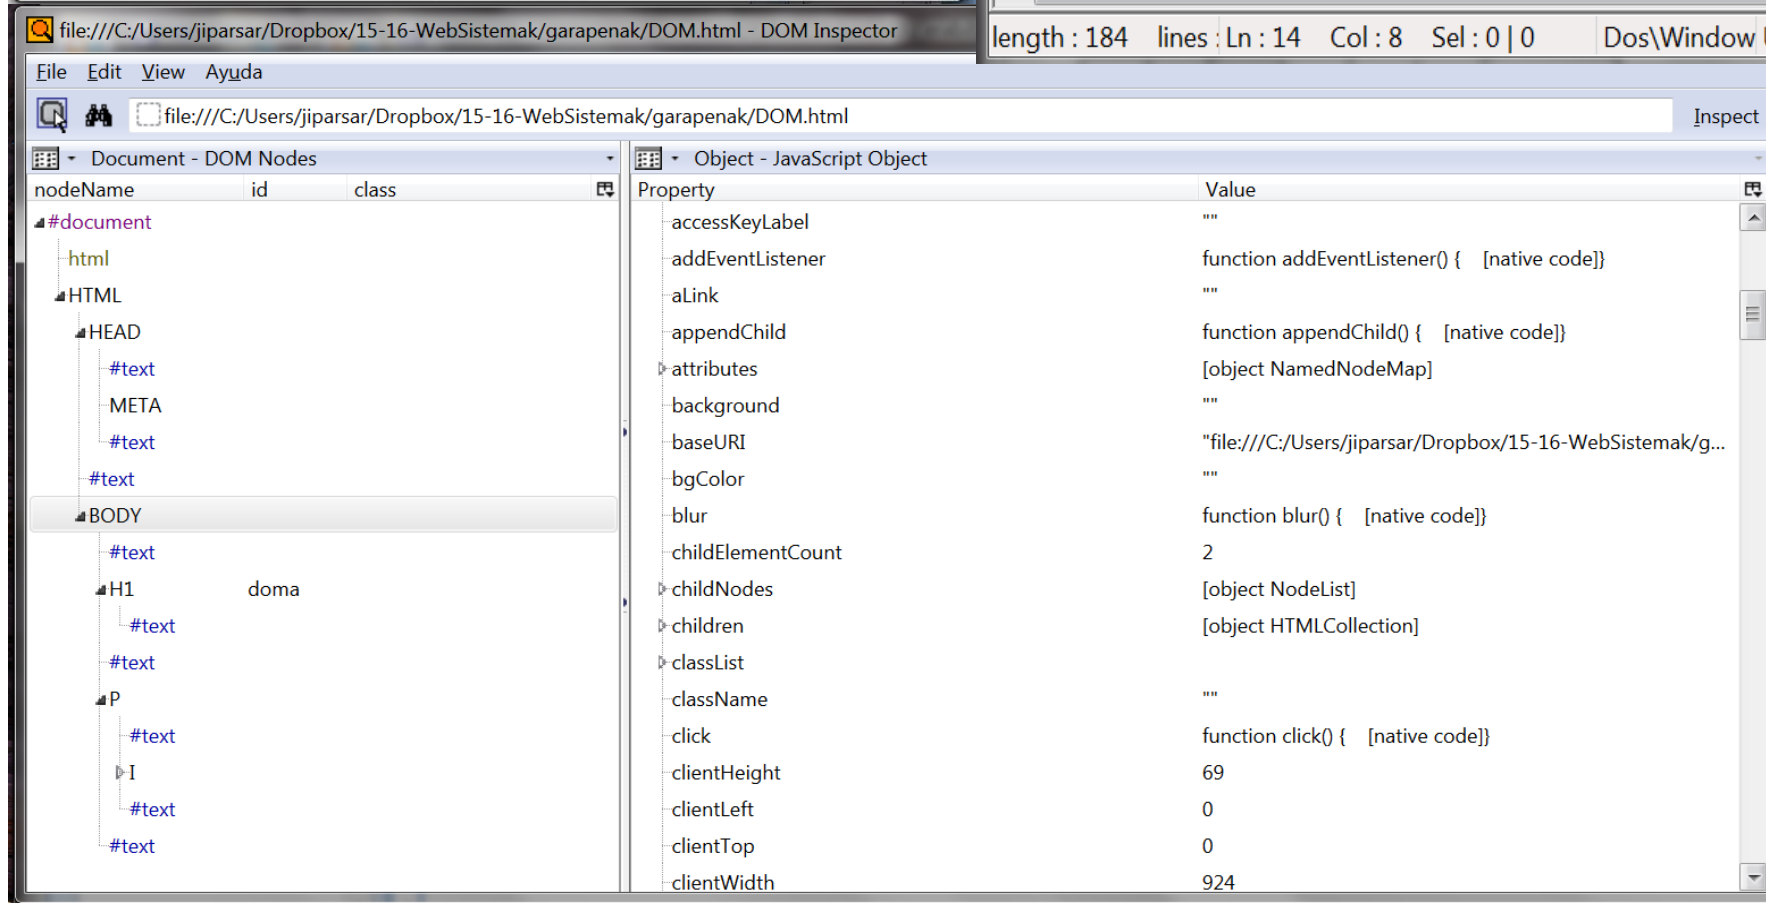 file:///C:/Users/jiparsar/Dropbox/15-16-WebSistemak/garapenak/DOM.html - DOM Inspector
length : 184 lines : Ln : 14 Col : 8 Sel : 0 | 0 Dos\Window
File Edit View Ayuda
file:///C:/Users/jiparsar/Dropbox/15-16-WebSistemak/garapenak/DOM.html Inspect
Document - DOM Nodes Object - JavaScript Object
nodeName id class Property Value
#document accessKeyLabel ""
html addEventListener function addEventListener() { [native code]}
HTML aLink ""
HEAD appendChild function appendChild() { [native code]}
#text attributes [object NamedNodeMap]
META background ""
#text baseURI "file:///C:/Users/jiparsar/Dropbox/15-16-WebSistemak/g...
#text bgColor ""
BODY blur function blur() { [native code]}
#text childElementCount 2
H1 doma childNodes [object NodeList]
#text children [object HTMLCollection]
#text classList
P className ""
#text click function click() { [native code]}
I clientHeight 69
#text clientLeft 0
#text clientTop 0
clientWidth 924